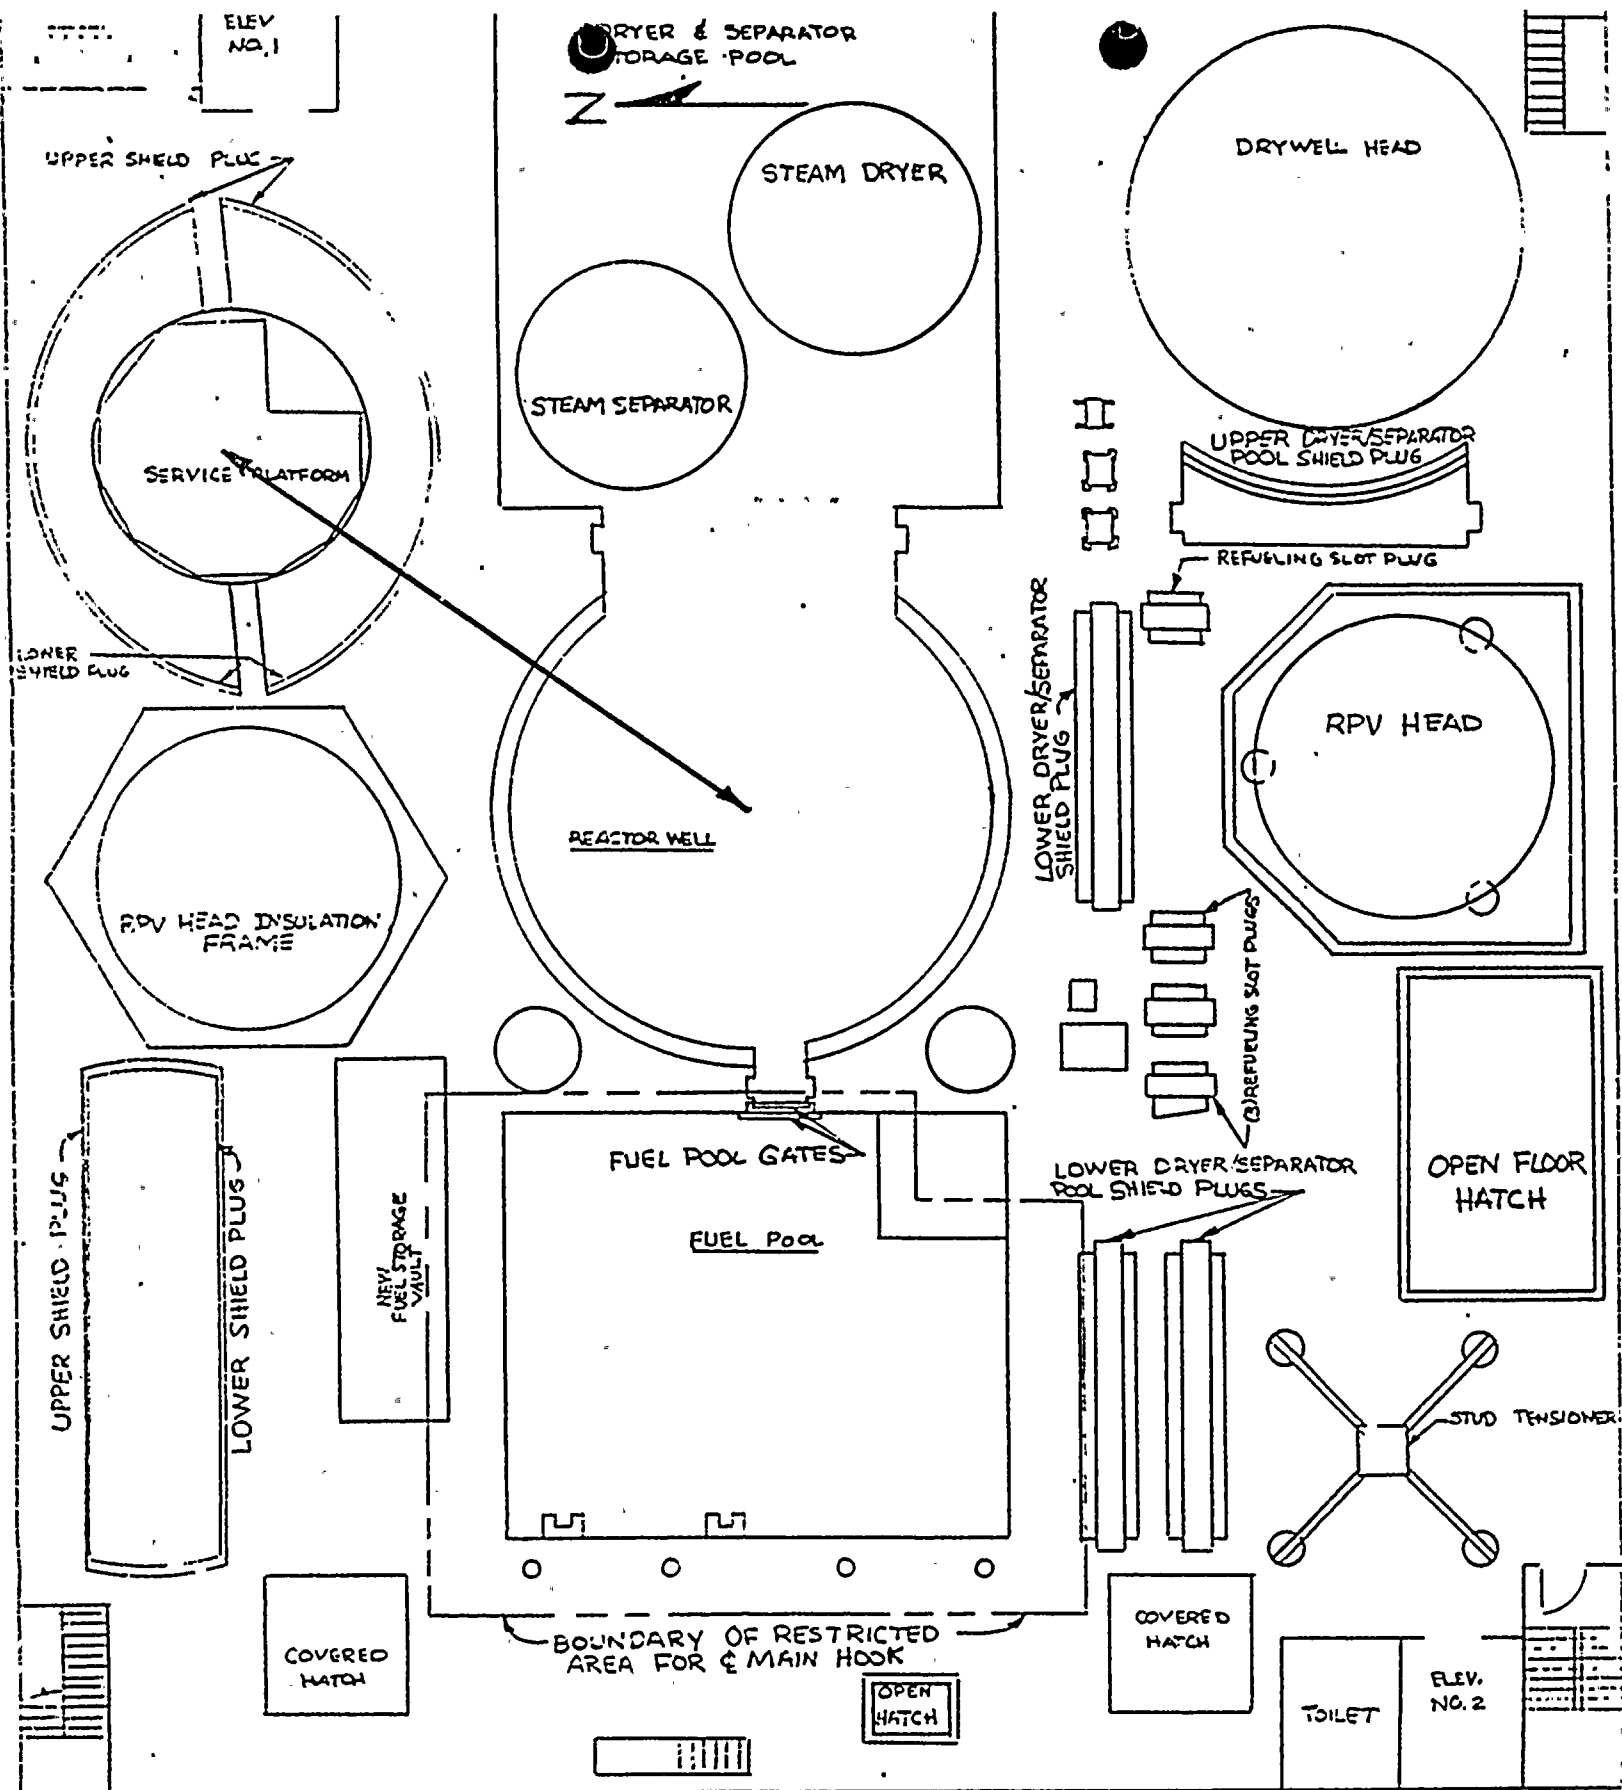 ELEV
NO.1
DRYER & SEPARATOR
STORAGE POOL
N
UPPER SHIELD PLUG
STEAM DRYER
DRYWELL HEAD
STEAM SEPARATOR
SERVICE PLATFORM
UPPER DRYER/SEPARATOR
POOL SHIELD PLUG
REFUELING SLOT PLUG
LOWER
SHIELD PLUG
LOWER DRYER/SEPARATOR
SHIELD PLUG
RPV HEAD
REACTOR WELL
RPV HEAD INSULATION
FRAME
(3) REFUELING SLOT PLUGS
FUEL POOL GATES
LOWER DRYER/SEPARATOR
POOL SHIELD PLUGS
OPEN FLOOR
HATCH
UPPER SHIELD PLUG
LOWER SHIELD PLUG
NEW
FUEL STORAGE
VAULT
FUEL POOL
STUD TENSIONER
BOUNDARY OF RESTRICTED
AREA FOR ℄ MAIN HOOK
COVERED
HATCH
COVERED
HATCH
OPEN
HATCH
TOILET
ELEV.
NO.2